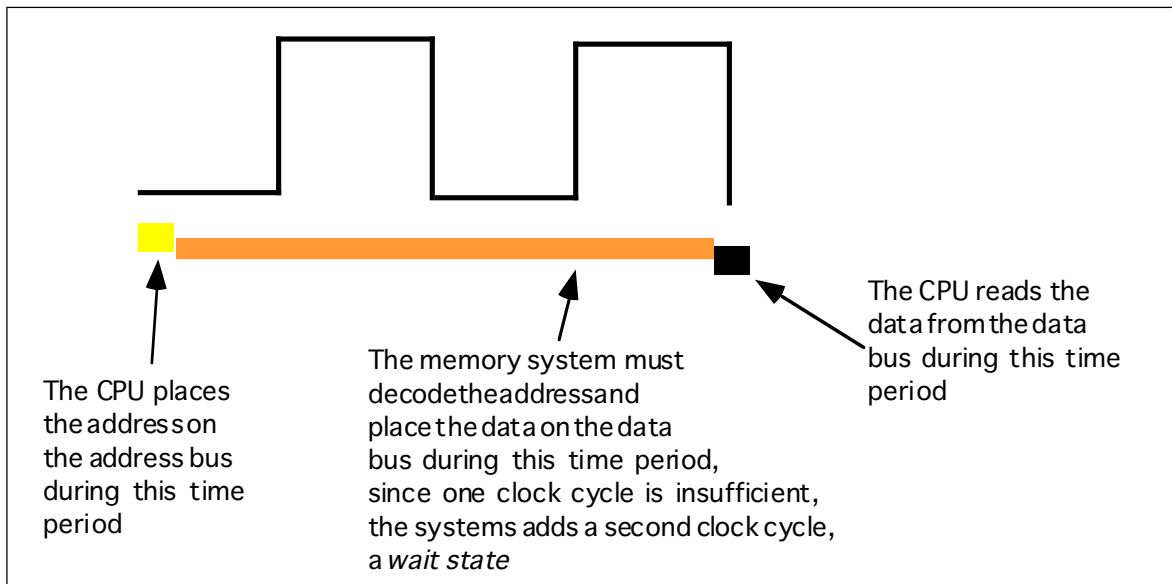 The CPU places
the address on
the address bus
during this time
period
The memory system must
decode the address and
place the data on the data
bus during this time period,
since one clock cycle is insufficient,
the systems adds a second clock cycle,
a wait state
The CPU reads the
data from the data
bus during this time
period